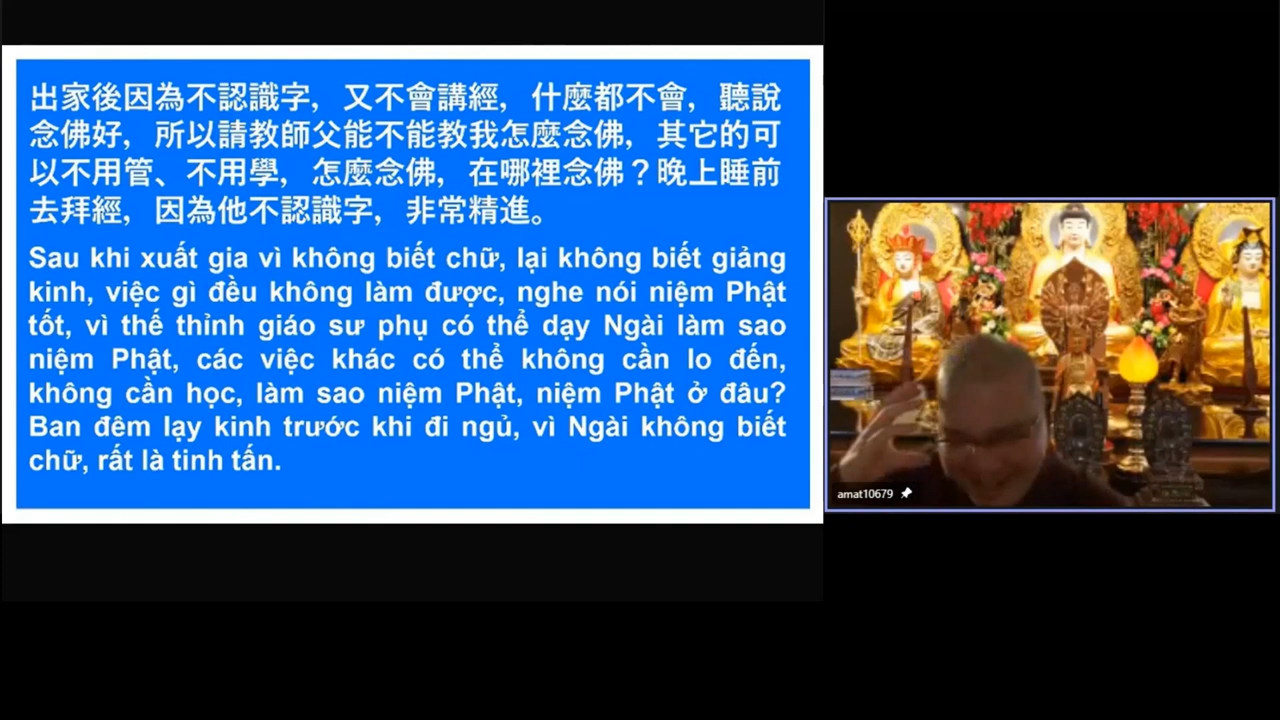 出家後因為不認識字，又不會講經，什麼都不會，聽說
念佛好，所以請教師父能不能教我怎麼念佛，其它的可
以不用管、不用學，怎麼念佛，在哪裡念佛？晚上睡前
去拜經，因為他不認識字，非常精進。
Sau khi xuất gia vì không biết chữ, lại không biết giảng
kinh, việc gì đều không làm được, nghe nói niệm Phật
tốt, vì thế thỉnh giáo sư phụ có thể dạy Ngài làm sao
niệm Phật, các việc khác có thể không cần lo đến,
không cần học, làm sao niệm Phật, niệm Phật ở đâu?
Ban đêm lạy kinh trước khi đi ngủ, vì Ngài không biết
chữ, rất là tinh tấn.
amat10679